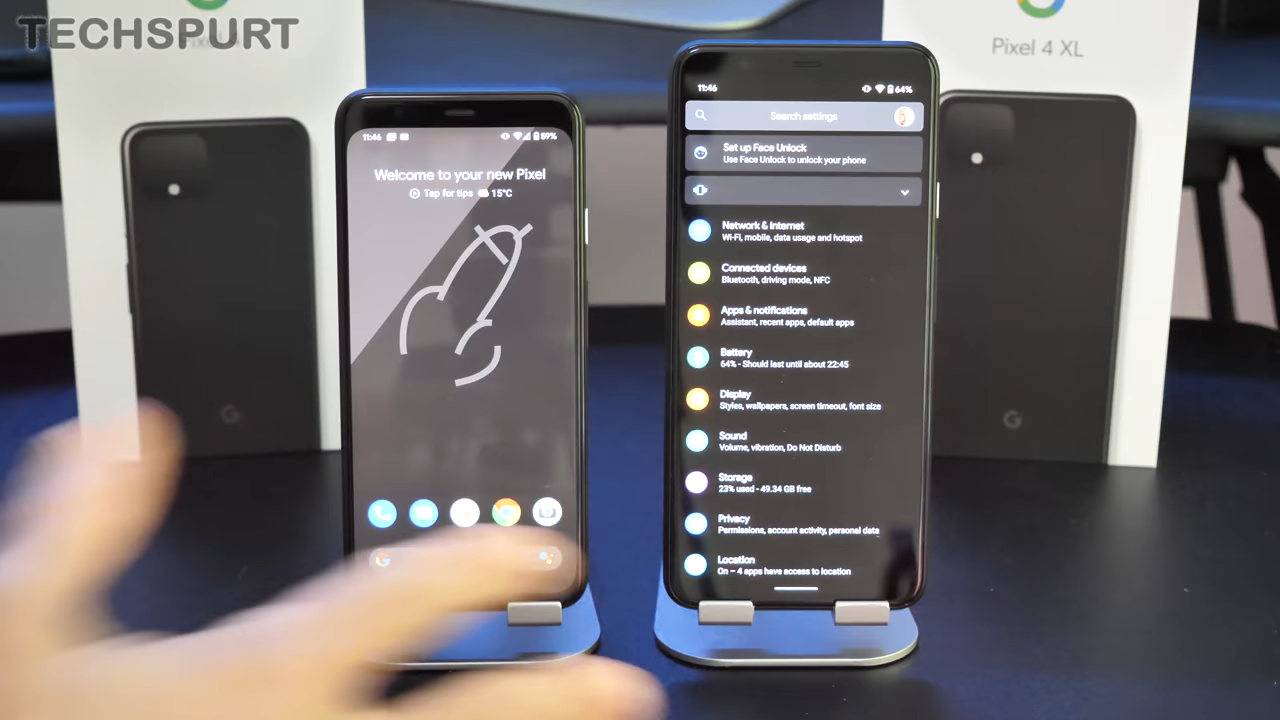 TECHSPURT
Pixel 4 XL
11:46
59%
Welcome to your new Pixel
Tap for tips
15°C
G
G
G
11:46
64%
Search settings
Set up Face Unlock
Use Face Unlock to unlock your phone
Network & Internet
Wi-Fi, mobile, data usage and hotspot
Connected devices
Bluetooth, driving mode, NFC
Apps & notifications
Assistant, recent apps, default apps
Battery
64% - Should last until about 22:45
Display
Styles, wallpapers, screen timeout, font size
Sound
Volume, vibration, Do Not Disturb
Storage
23% used - 49.34 GB free
Privacy
Permissions, account activity, personal data
Location
On – 4 apps have access to location